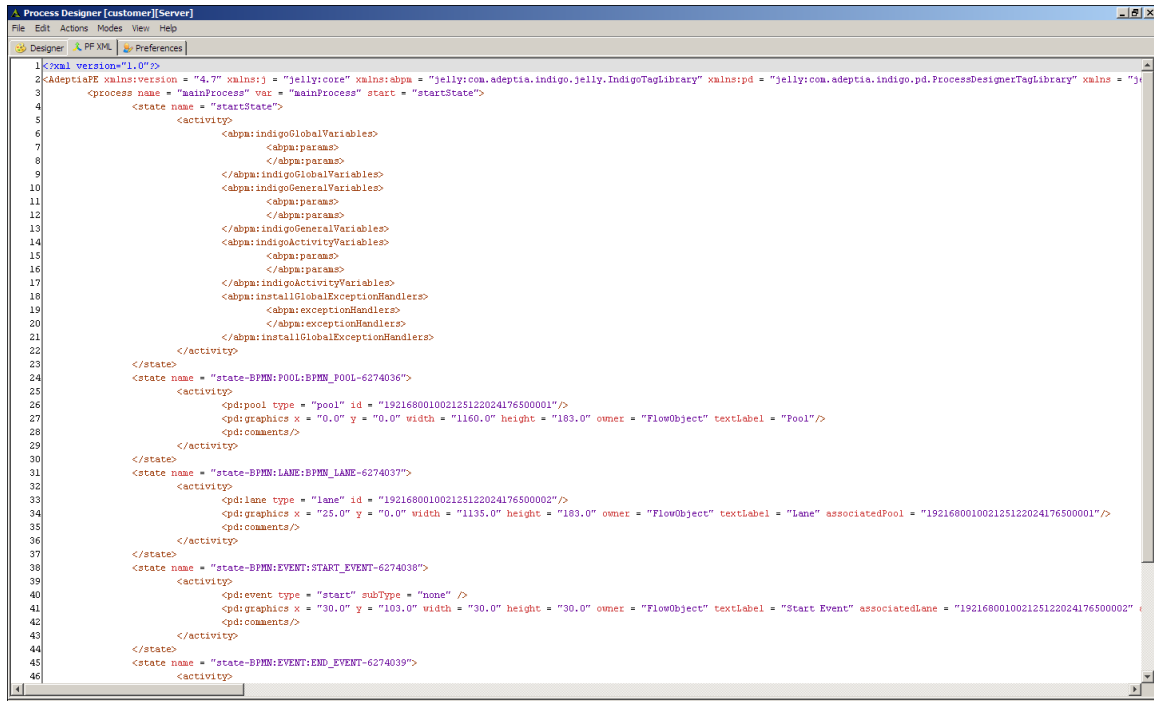 Process Designer [customer][Server]
File Edit Actions Modes View Help
Designer PF XML Preferences
1 <?xml version="1.0"?>
2 <AdeptiaPE xmlns:version = "4.7" xmlns:j = "jelly:core" xmlns:abpm = "jelly:com.adeptia.indigo.jelly.IndigoTagLibrary" xmlns:pd = "jelly:com.adeptia.indigo.pd.ProcessDesignerTagLibrary" xmlns = "je
3 <process name = "mainProcess" var = "mainProcess" start = "startState">
4 <state name = "startState">
5 <activity>
6 <abpm:indigoGlobalVariables>
7 <abpm:params>
8 </abpm:params>
9 </abpm:indigoGlobalVariables>
10 <abpm:indigoGeneralVariables>
11 <abpm:params>
12 </abpm:params>
13 </abpm:indigoGeneralVariables>
14 <abpm:indigoActivityVariables>
15 <abpm:params>
16 </abpm:params>
17 </abpm:indigoActivityVariables>
18 <abpm:installGlobalExceptionHandlers>
19 <abpm:exceptionHandlers>
20 </abpm:exceptionHandlers>
21 </abpm:installGlobalExceptionHandlers>
22 </activity>
23 </state>
24 <state name = "state-BPMN:POOL:BPMN_POOL-6274036">
25 <activity>
26 <pd:pool type = "pool" id = "192168001002125122024176500001"/>
27 <pd:graphics x = "0.0" y = "0.0" width = "1160.0" height = "183.0" owner = "FlowObject" textLabel = "Pool"/>
28 <pd:comments/>
29 </activity>
30 </state>
31 <state name = "state-BPMN:LANE:BPMN_LANE-6274037">
32 <activity>
33 <pd:lane type = "lane" id = "192168001002125122024176500002"/>
34 <pd:graphics x = "25.0" y = "0.0" width = "1135.0" height = "183.0" owner = "FlowObject" textLabel = "Lane" associatedPool = "192168001002125122024176500001"/>
35 <pd:comments/>
36 </activity>
37 </state>
38 <state name = "state-BPMN:EVENT:START_EVENT-6274038">
39 <activity>
40 <pd:event type = "start" subType = "none" />
41 <pd:graphics x = "30.0" y = "103.0" width = "30.0" height = "30.0" owner = "FlowObject" textLabel = "Start Event" associatedLane = "192168001002125122024176500002"
42 <pd:comments/>
43 </activity>
44 </state>
45 <state name = "state-BPMN:EVENT:END_EVENT-6274039">
46 <activity>